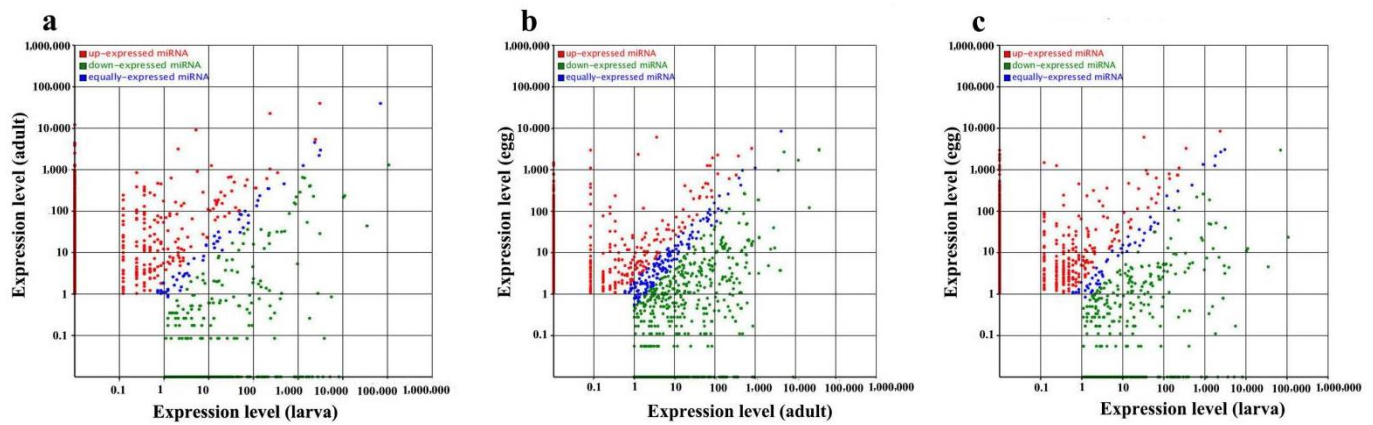 a
up-expressed miRNA
down-expressed miRNA
equally-expressed miRNA
1.000.000
100.000
10.000
1.000
100
10
1
0.1
Expression level (adult)
0.1 1 10 100 1.000 10.000 100.000 1.000.000
Expression level (larva)
b
up-expressed miRNA
down-expressed miRNA
equally-expressed miRNA
1.000.000
100.000
10.000
1.000
100
10
1
0.1
Expression level (egg)
0.1 1 10 100 1.000 10.000 100.000 1.000.000
Expression level (adult)
c
up-expressed miRNA
down-expressed miRNA
equally-expressed miRNA
1.000.000
100.000
10.000
1.000
100
10
1
0.1
Expression level (egg)
0.1 1 10 100 1.000 10.000 100.000 1.000.000
Expression level (larva)